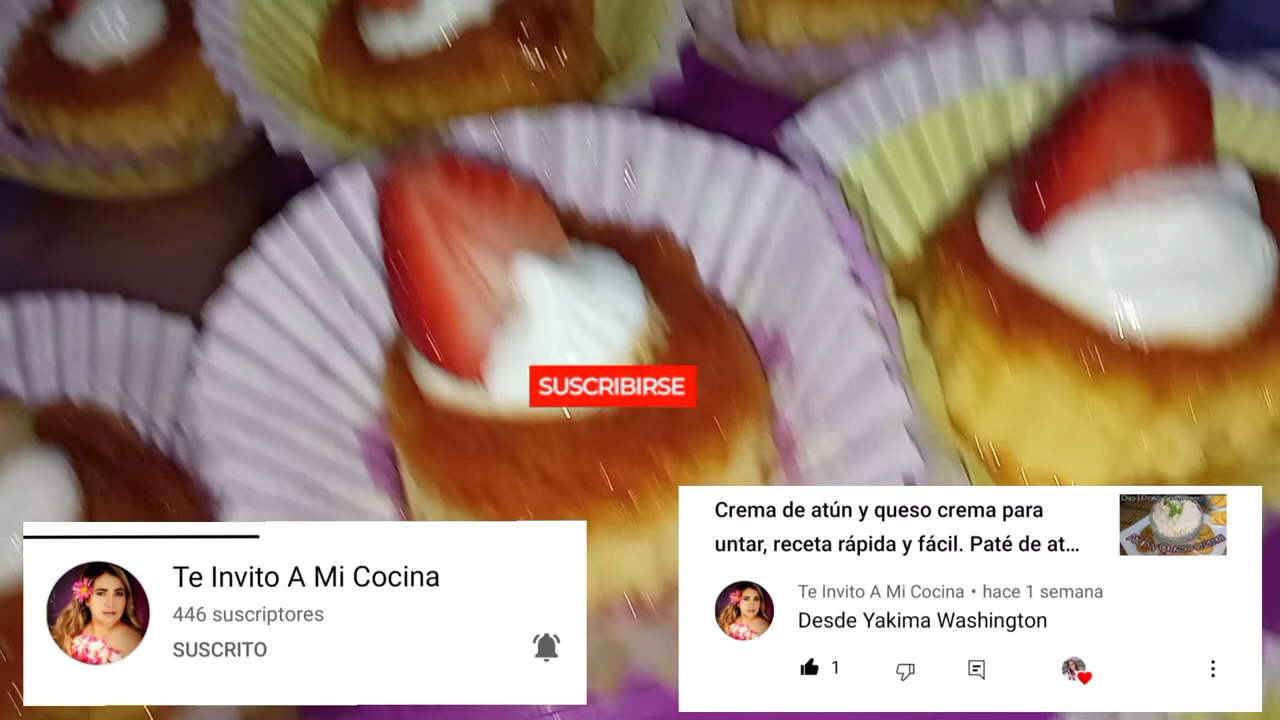 SUSCRIBIRSE
Te Invito A Mi Cocina
446 suscriptores
SUSCRITO
Crema de atún y queso crema para
untar, receta rápida y fácil. Paté de at...
Te Invito A Mi Cocina • hace 1 semana
Desde Yakima Washington
1